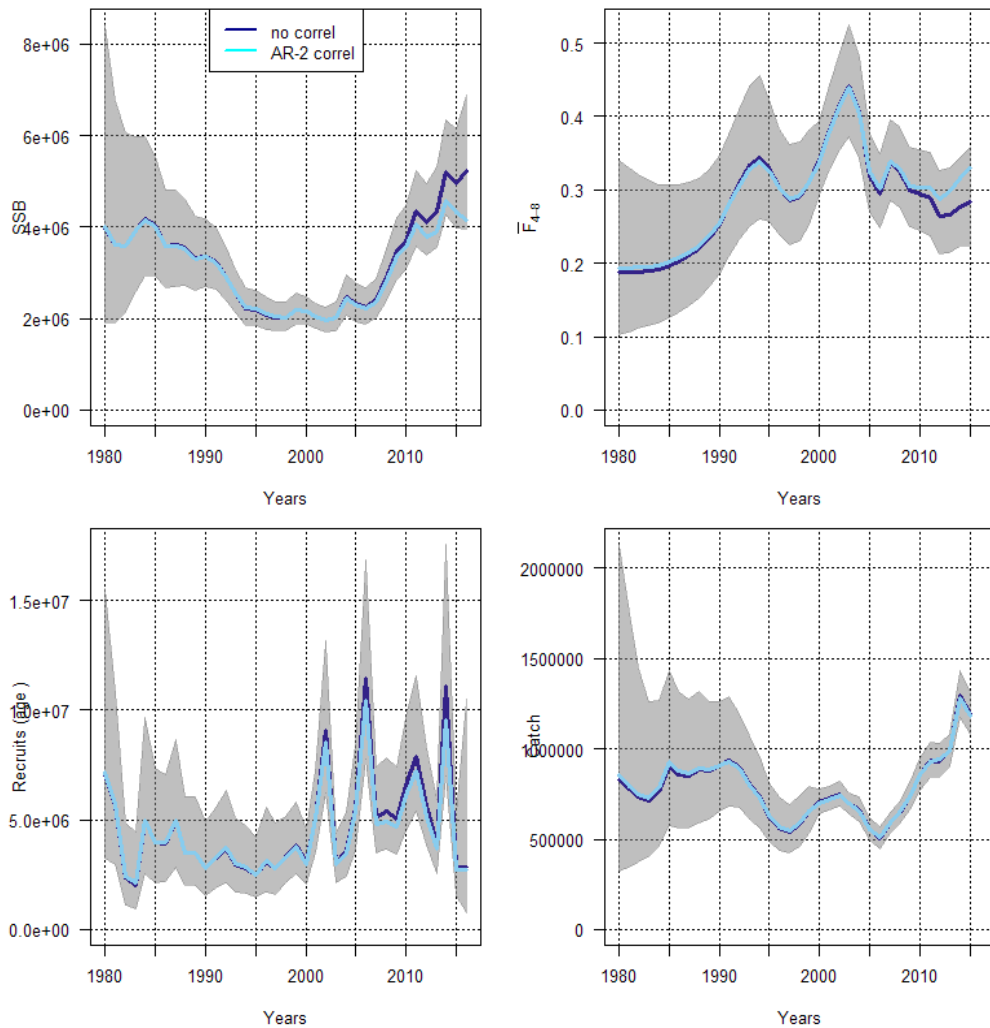 no correl
AR-2 correl
8e+06
6e+06
4e+06
2e+06
0e+00
SSB
1980 1990 2000 2010
Years
0.5
0.4
0.3
0.2
0.1
0.0
F4-8
1980 1990 2000 2010
Years
1.5e+07
1.0e+07
5.0e+06
0.0e+00
Recruits (age )
1980 1990 2000 2010
Years
2000000
1500000
1000000
500000
0
Catch
1980 1990 2000 2010
Years